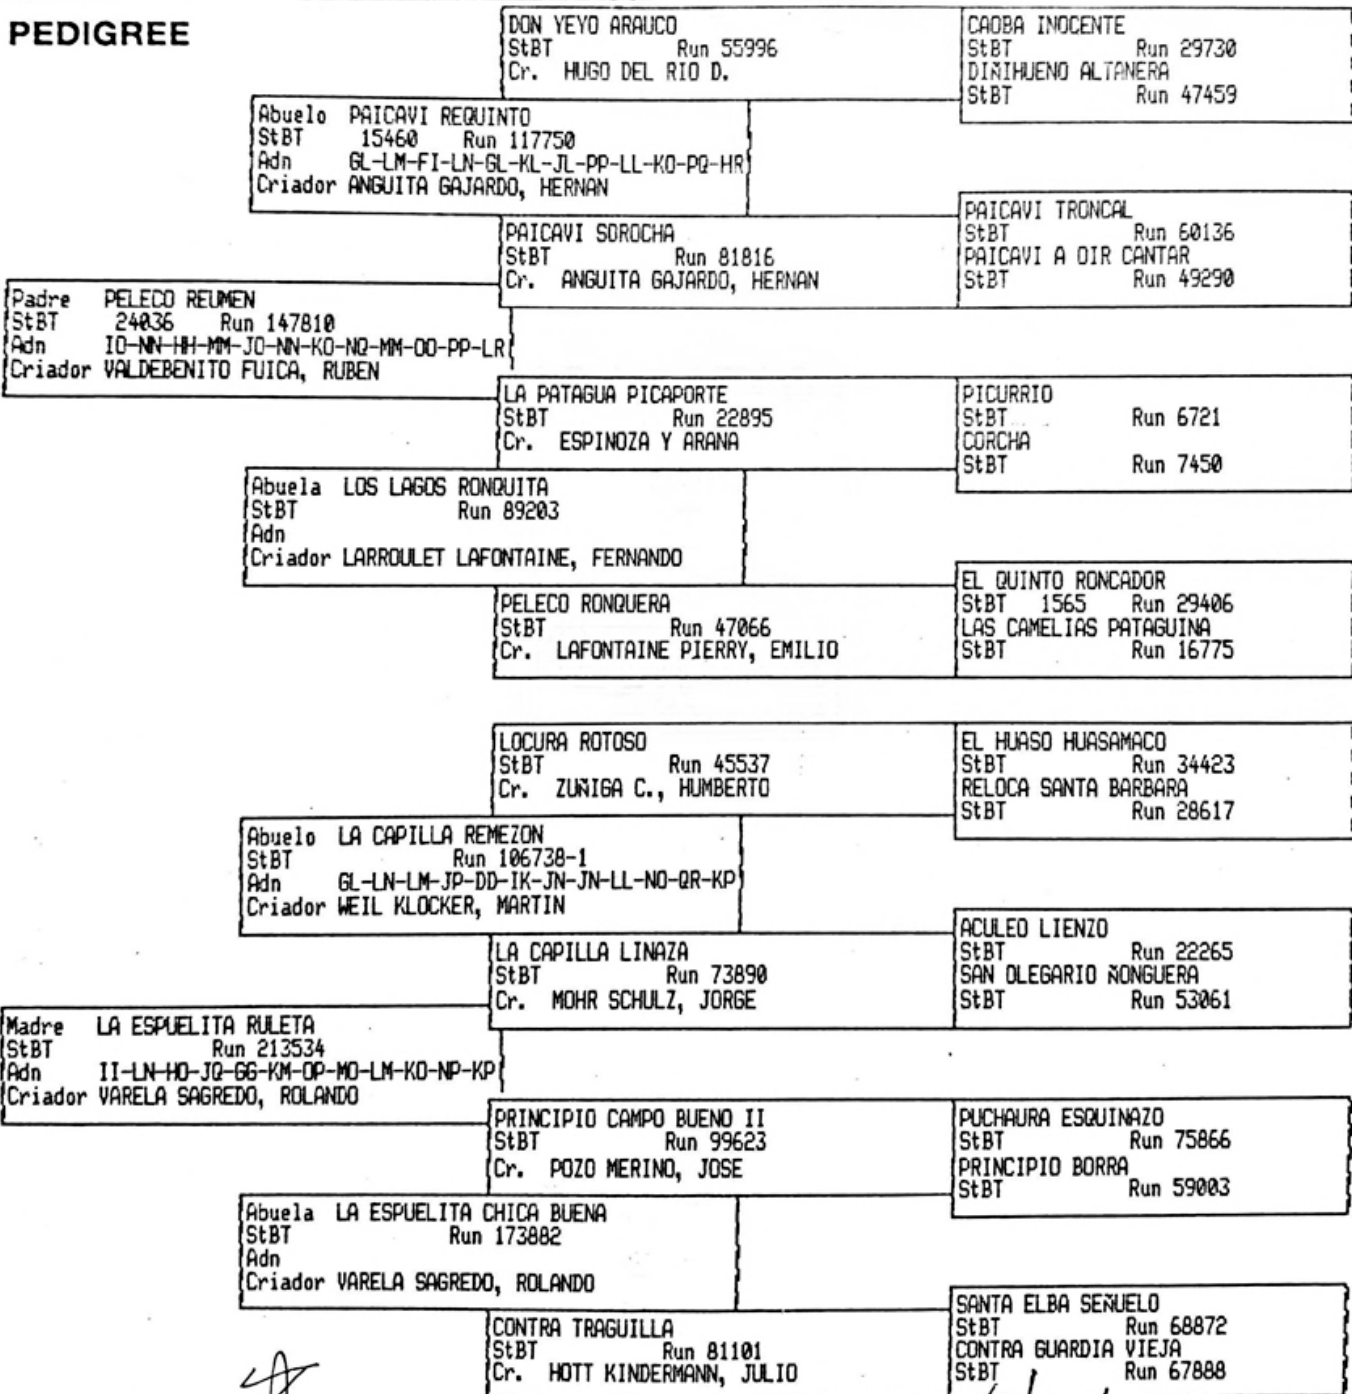 PEDIGREE
DON YEYO ARAUCO
StBT Run 55996
Cr. HUGO DEL RIO D.
CAOBA INOCENTE
StBT Run 29730
DIÑIHUENO ALTANERA
StBT Run 47459
Abuelo PAICAVI REQUINTO
StBT 15460 Run 117750
Adn GL-LM-FI-LN-GL-KL-JL-PP-LL-KO-PQ-HR
Criador ANGUITA GAJARDO, HERNAN
PAICAVI SOROCHA
StBT Run 81816
Cr. ANGUITA GAJARDO, HERNAN
PAICAVI TRONCAL
StBT Run 60136
PAICAVI A OIR CANTAR
StBT Run 49290
Padre PELECO REUMEN
StBT 24036 Run 147810
Adn IO-NN-HH-MM-JO-NN-KO-NQ-MM-OO-PP-LR
Criador VALDEBENITO FUICA, RUBEN
LA PATAGUA PICAPORTE
StBT Run 22895
Cr. ESPINOZA Y ARANA
PICURRIO
StBT Run 6721
CORCHA
StBT Run 7450
Abuela LOS LAGOS RONQUITA
StBT Run 89203
Adn
Criador LARROULET LAFONTAINE, FERNANDO
PELECO RONQUERA
StBT Run 47066
Cr. LAFONTAINE PIERRY, EMILIO
EL QUINTO RONCADOR
StBT 1565 Run 29406
LAS CAMELIAS PATAGUINA
StBT Run 16775
LOCURA ROTOSO
StBT Run 45537
Cr. ZUÑIGA C., HUMBERTO
EL HUASO HUASAMACO
StBT Run 34423
RELOCA SANTA BARBARA
StBT Run 28617
Abuelo LA CAPILLA REMEZON
StBT Run 106738-1
Adn GL-LN-LM-JP-DD-IK-JN-JN-LL-NO-QR-KP
Criador WEIL KLOCKER, MARTIN
LA CAPILLA LINAZA
StBT Run 73890
Cr. MOHR SCHULZ, JORGE
ACULEO LIENZO
StBT Run 22265
SAN OLEGARIO ÑONGUERA
StBT Run 53061
Madre LA ESPUELITA RULETA
StBT Run 213534
Adn II-LN-HO-JQ-GG-KM-OP-MO-LM-KO-NP-KP
Criador VARELA SAGREDO, ROLANDO
PRINCIPIO CAMPO BUENO II
StBT Run 99623
Cr. POZO MERINO, JOSE
PUCHAURA ESQUINAZO
StBT Run 75866
PRINCIPIO BORRA
StBT Run 59003
Abuela LA ESPUELITA CHICA BUENA
StBT Run 173882
Adn
Criador VARELA SAGREDO, ROLANDO
CONTRA TRAGUILLA
StBT Run 81101
Cr. HOTT KINDERMANN, JULIO
SANTA ELBA SEÑUELO
StBT Run 68872
CONTRA GUARDIA VIEJA
StBT Run 67888